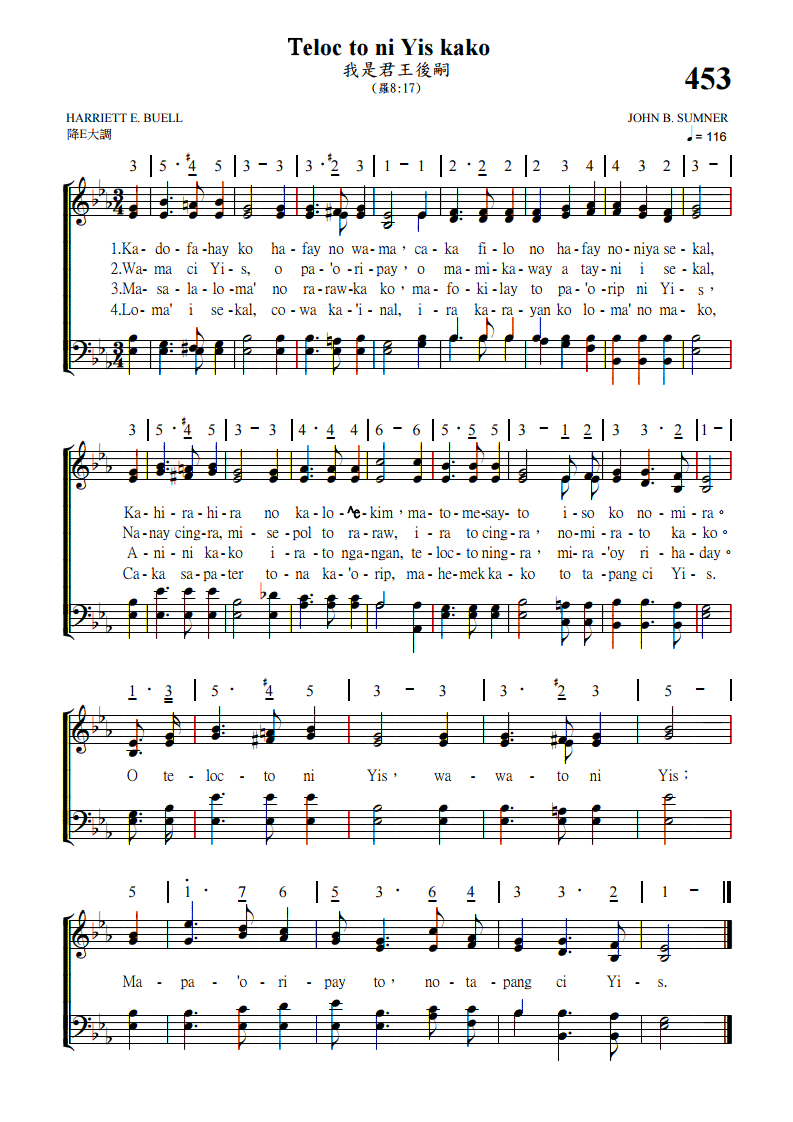 Teloc to ni Yis kako
我是君王後嗣
(羅8:17)
453
HARRIETT E. BUELL
JOHN B. SUMNER
降E大調
♩= 116
3 | 5 · #4 5 | 3 – 3 | 3 · #2 3 | 1 – 1 | 2 · 2 2 | 2 3 4 | 4 3 2 | 3 –
1.Ka-do-fa-hay ko ha-fay no wa-ma, ca-ka fi-lo no hafay no-niya se-kal,
2.Wa-ma ci Yi-s, o pa-'o-ri-pay, o ma-mi-ka-way a tay-ni i se-kal,
3.Ma-sa-la-lo-ma' no ra-raw-ka ko, ma-fo-ki-lay to pa-'o-rip ni Yi-s,
4.Lo-ma' i se-kal, co-wa ka-'i-nal, i-ra ka-ra-yan ko lo-ma' no ma-ko,
3 | 5 · #4 5 | 3 – 3 | 4 · 4 4 | 6 – 6 | 5 · 5 5 | 3 – 1 2 | 3 3 · 2 | 1 –
Ka-hi-ra-hi-ra no ka-lo-^e-kim, ma-to-me-say-to i-so ko no-mi-ra。
Na-nay cing-ra, mi-se-pol to ra-raw, i-ra to cing-ra, no-mi-ra-to ka-ko。
A-ni-ni ka-ko i-ra-to nga-ngan, te-loc-to ning-ra, mi-ra-'oy ri-ha-day。
Ca-ka sa-pa-ter to-na ka-'o-rip, ma-he-mek ka-ko to ta-pang ci Yi-s.
1 · 3 | 5 · #4 5 | 3 – 3 | 3 · #2 3 | 5 –
O te-loc-to ni Yis, wa-wa-to ni Yis;
5 | 1 · 7 6 | 5 3 · 6 4 | 3 3 · 2 | 1 –
Ma-pa-'o-ri-pay to, no-ta-pang ci Yi-s.